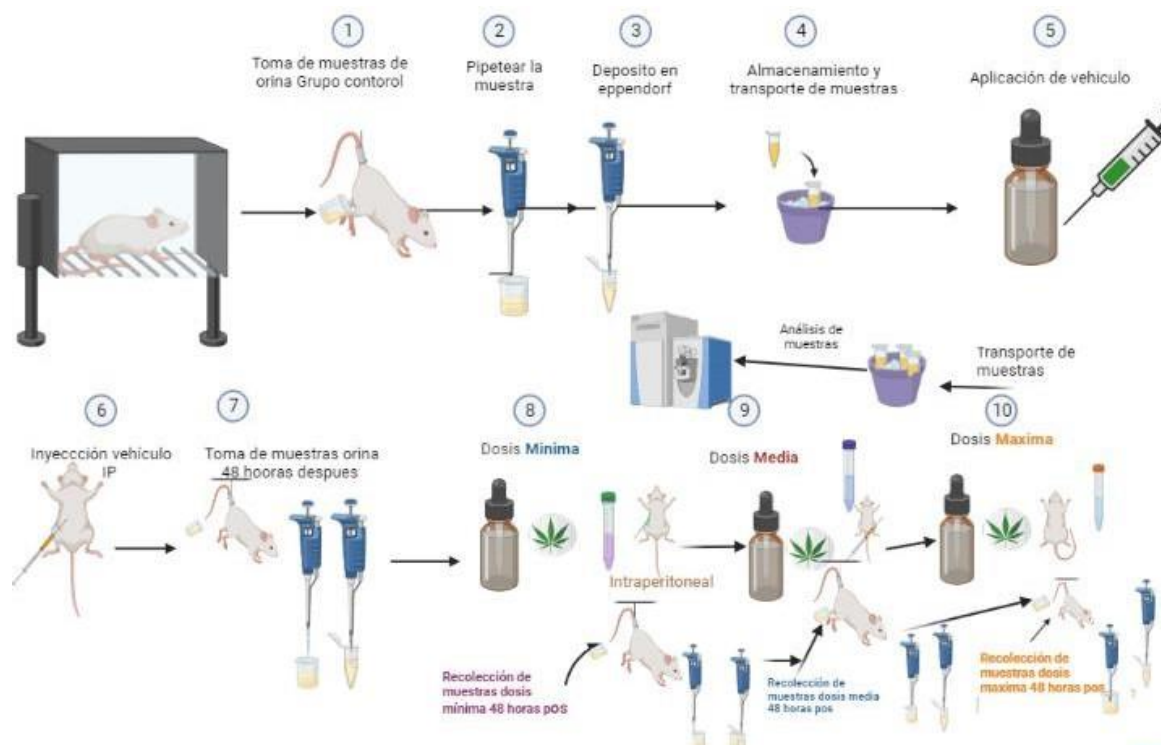 1
Toma de muestras de
orina Grupo contorol
2
Pipetear la
muestra
3
Deposito en
eppendorf
4
Almacenamiento y
transporte de muestras
5
Aplicación de vehiculo
Análisis de
muestras
Transporte de
muestras
6
Inyeccción vehículo
IP
7
Toma de muestras orina
48 hooras despues
8
Dosis Minima
9
Dosis Media
10
Dosis Maxima
Intraperitoneal
Recolección de
muestras dosis
mínima 48 horas pOS
Recolección de
muestras dosis media
48 horas pos
Recolección de
muestras dosis
maxima 48 horas pos